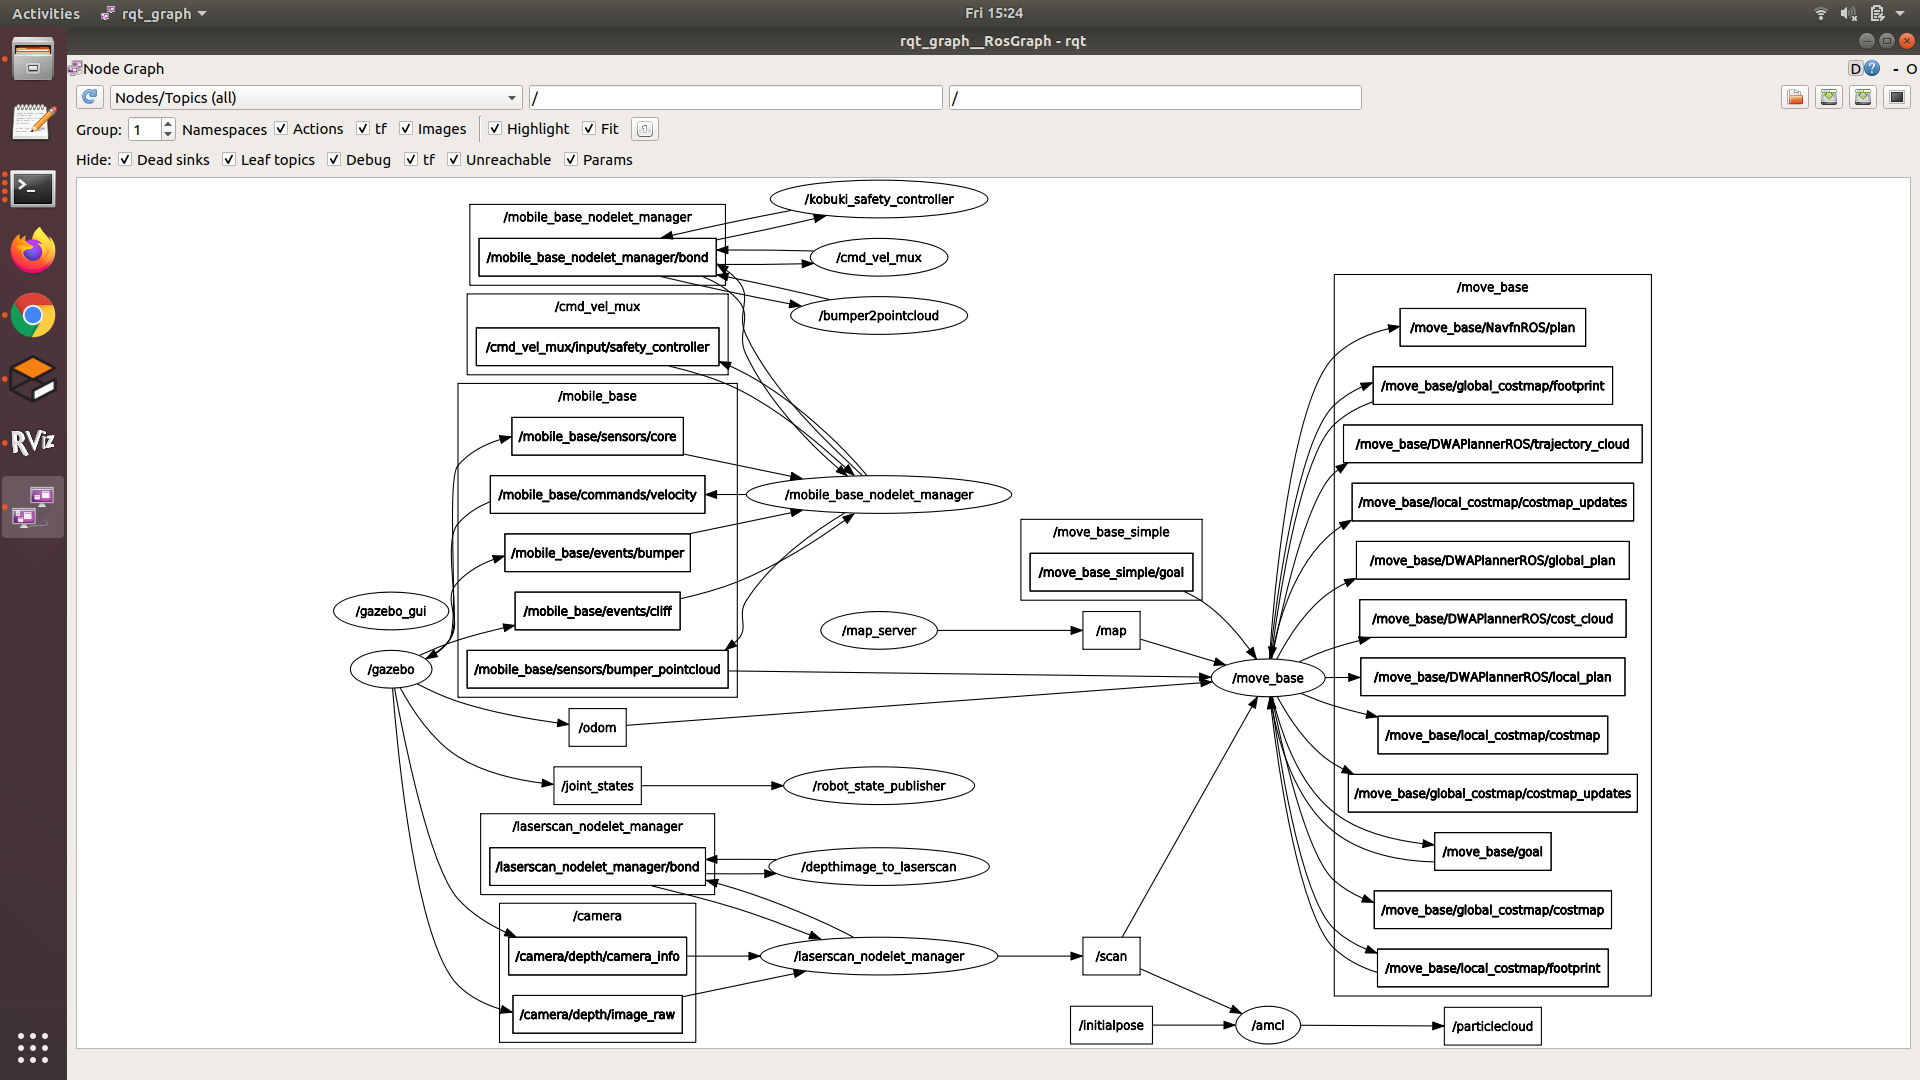 Activities rqt_graph Fri 15:24
rqt_graph__RosGraph - rqt
Node Graph D ? - O
Nodes/Topics (all) / /
Group: 1 Namespaces Actions tf Images Highlight Fit
Hide: Dead sinks Leaf topics Debug tf Unreachable Params
/kobuki_safety_controller
/mobile_base_nodelet_manager
/mobile_base_nodelet_manager/bond
/cmd_vel_mux
/bumper2pointcloud
/cmd_vel_mux
/cmd_vel_mux/input/safety_controller
/mobile_base
/mobile_base/sensors/core
/mobile_base/commands/velocity
/mobile_base_nodelet_manager
/mobile_base/events/bumper
/mobile_base/events/cliff
/mobile_base/sensors/bumper_pointcloud
/gazebo_gui
/gazebo
/odom
/joint_states
/robot_state_publisher
/laserscan_nodelet_manager
/laserscan_nodelet_manager/bond
/depthimage_to_laserscan
/camera
/camera/depth/camera_info
/camera/depth/image_raw
/laserscan_nodelet_manager
/move_base_simple
/move_base_simple/goal
/map_server
/map
/move_base
/scan
/initialpose
/amcl
/particlecloud
/move_base
/move_base/NavfnROS/plan
/move_base/global_costmap/footprint
/move_base/DWAPlannerROS/trajectory_cloud
/move_base/local_costmap/costmap_updates
/move_base/DWAPlannerROS/global_plan
/move_base/DWAPlannerROS/cost_cloud
/move_base/DWAPlannerROS/local_plan
/move_base/local_costmap/costmap
/move_base/global_costmap/costmap_updates
/move_base/goal
/move_base/global_costmap/costmap
/move_base/local_costmap/footprint
RViz